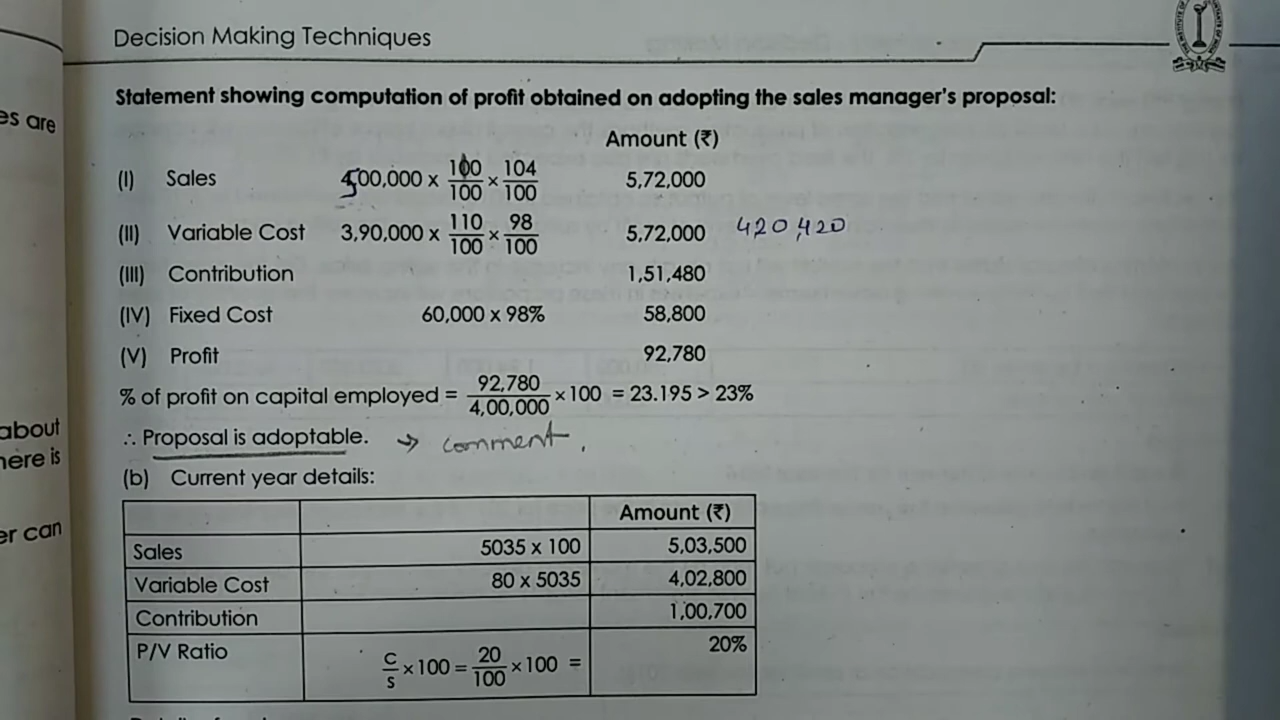 Decision Making Techniques
es are
Statement showing computation of profit obtained on adopting the sales manager's proposal:
Amount (₹)
(I) Sales 500,000 x 110/100 x 104/100 5,72,000
(II) Variable Cost 3,90,000 x 110/100 x 98/100 5,72,000 420,420
(III) Contribution 1,51,480
(IV) Fixed Cost 60,000 x 98% 58,800
(V) Profit 92,780
% of profit on capital employed = 92,780/4,00,000 x 100 = 23.195 > 23%
about
∴ Proposal is adoptable. → comment.
here is
(b) Current year details:
Amount (₹)
er can
Sales 5035 x 100 5,03,500
Variable Cost 80 x 5035 4,02,800
Contribution 1,00,700
P/V Ratio c/s x 100 = 20/100 x 100 = 20%